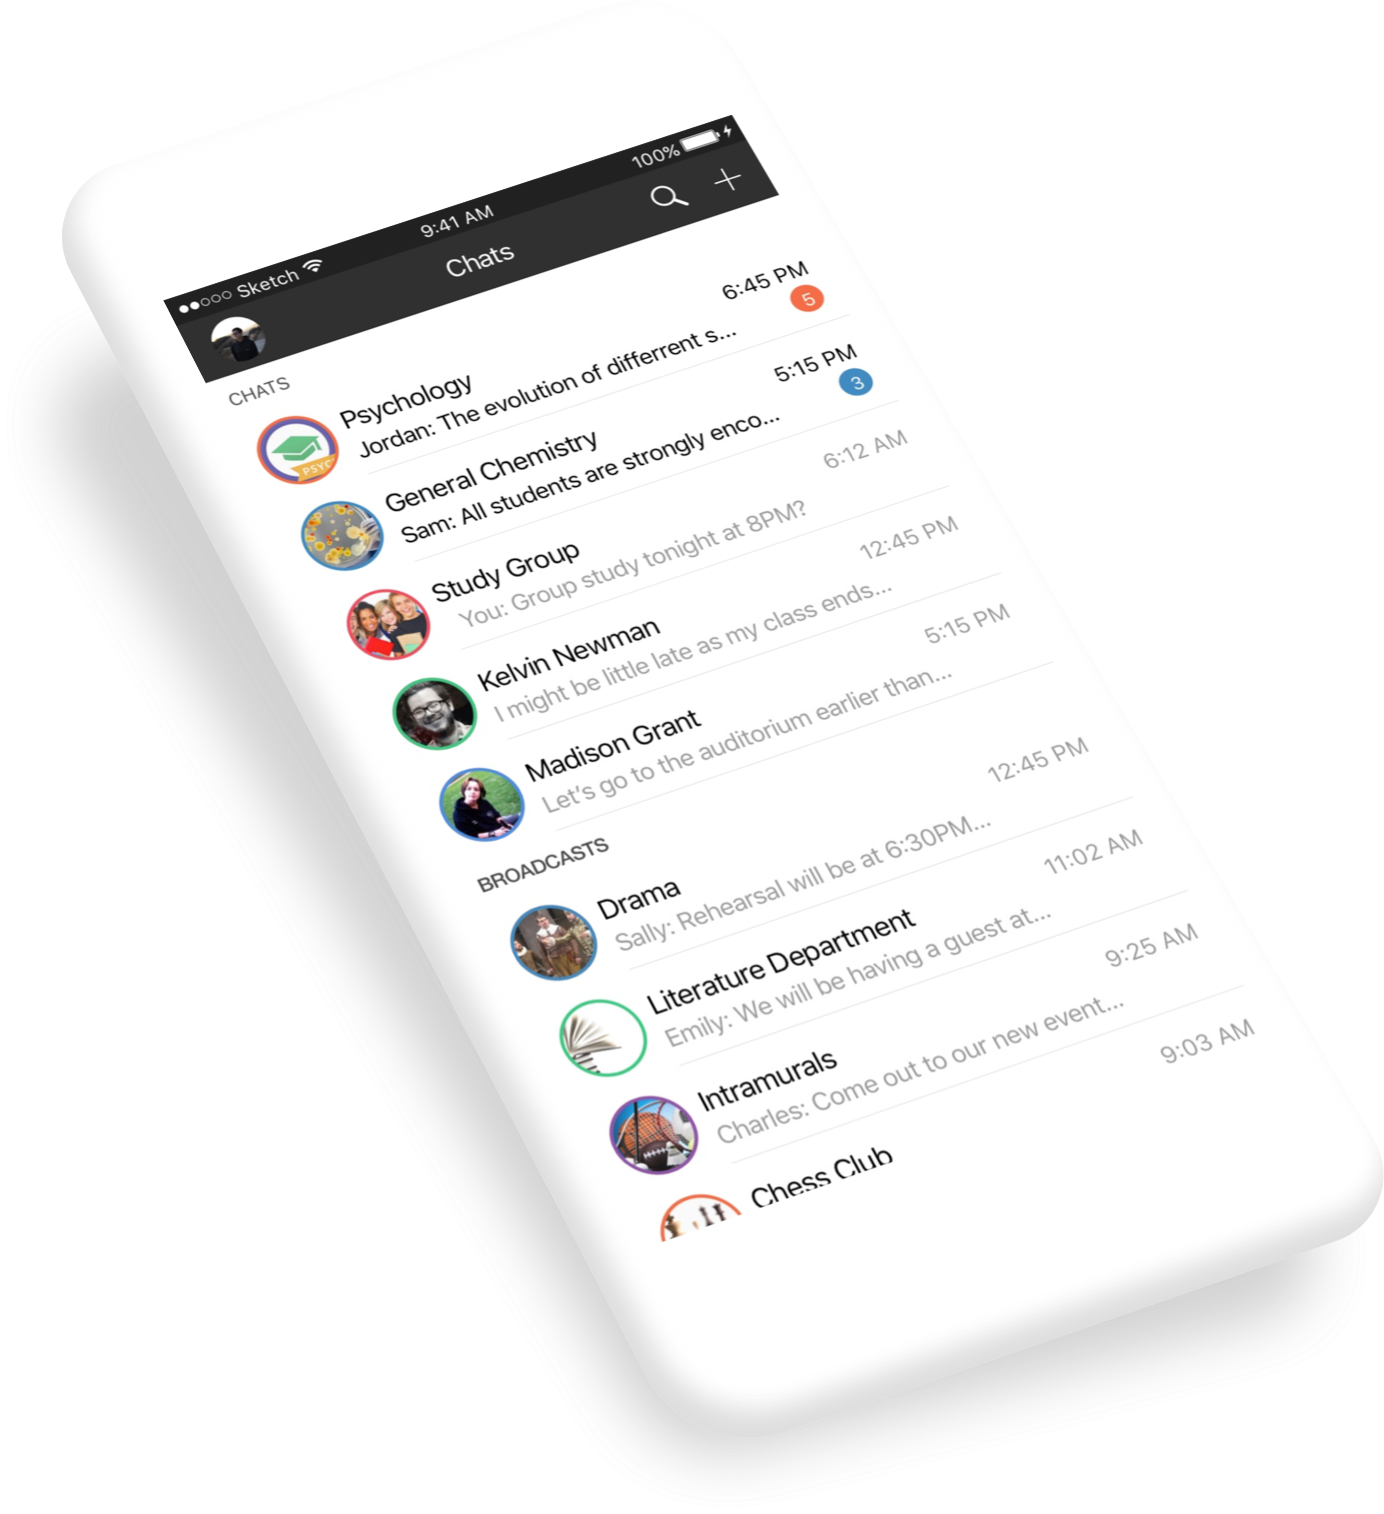 Sketch 9:41 AM 100%
Chats
CHATS
Psychology 6:45 PM
Jordan: The evolution of differrent s... 5
PSYC
General Chemistry 5:15 PM
Sam: All students are strongly enco... 3
Study Group 6:12 AM
You: Group study tonight at 8PM?
Kelvin Newman 12:45 PM
I might be little late as my class ends...
Madison Grant 5:15 PM
Let's go to the auditorium earlier than...
BROADCASTS
Drama 12:45 PM
Sally: Rehearsal will be at 6:30PM...
Literature Department 11:02 AM
Emily: We will be having a guest at...
Intramurals 9:25 AM
Charles: Come out to our new event...
Chess Club 9:03 AM